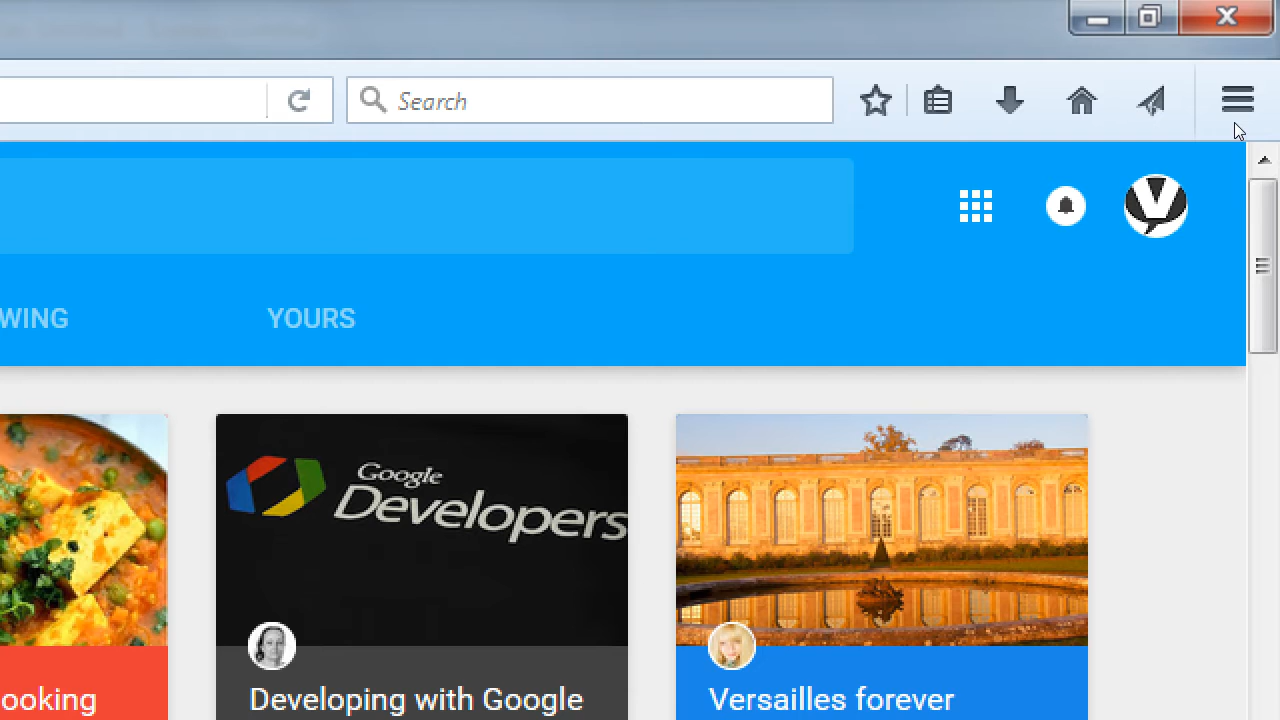 Search
WING
YOURS
Google
Developers
ooking
Developing with Google
Versailles forever